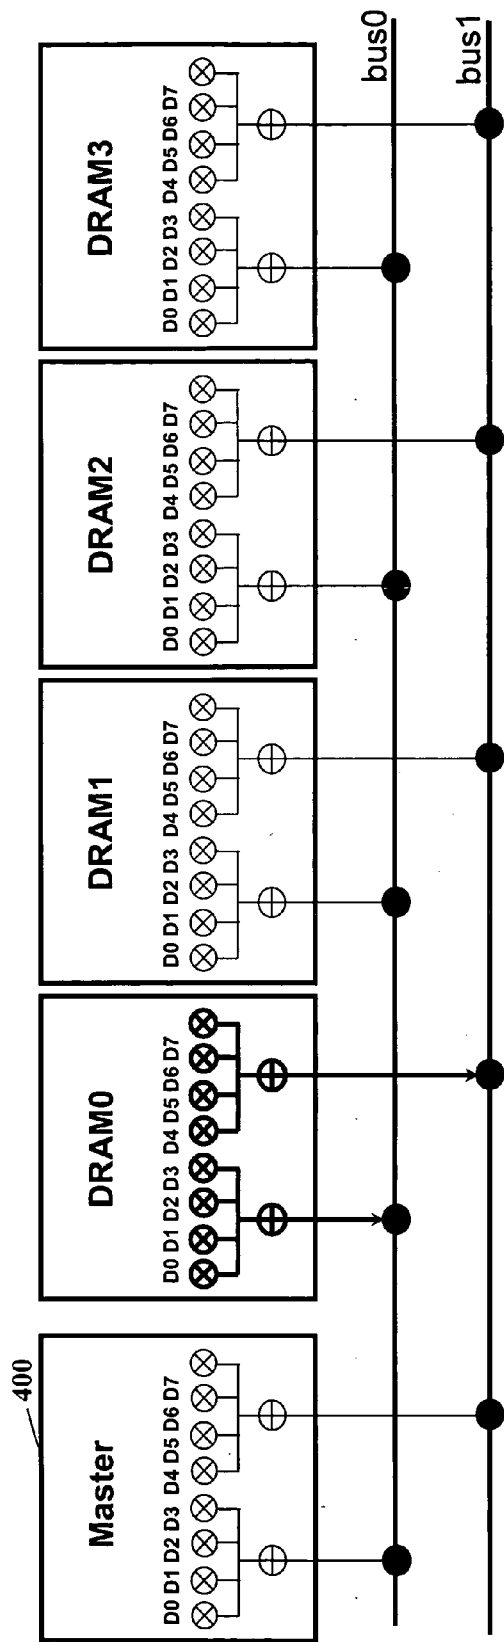 400
Master
D0 D1 D2 D3 D4 D5 D6 D7
DRAM0
D0 D1 D2 D3 D4 D5 D6 D7
DRAM1
D0 D1 D2 D3 D4 D5 D6 D7
DRAM2
D0 D1 D2 D3 D4 D5 D6 D7
DRAM3
D0 D1 D2 D3 D4 D5 D6 D7
bus0
bus1